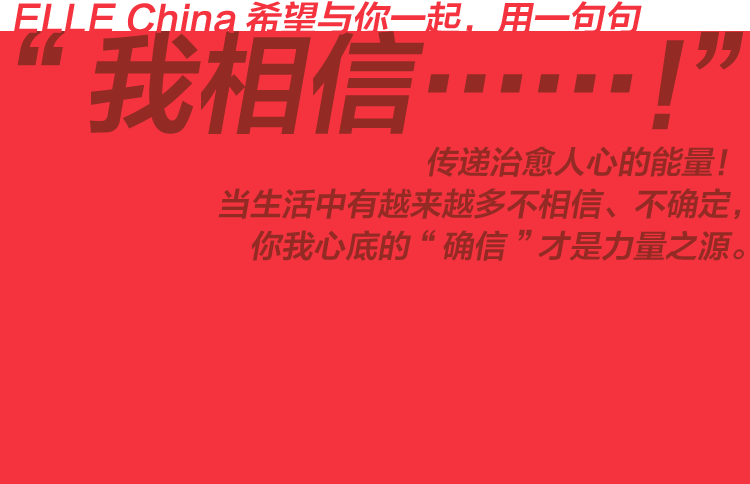 ELLE China 希望与你一起，用一句句
“我相信……！”
传递治愈人心的能量！
当生活中有越来越多不相信、不确定，
你我心底的“确信”才是力量之源。